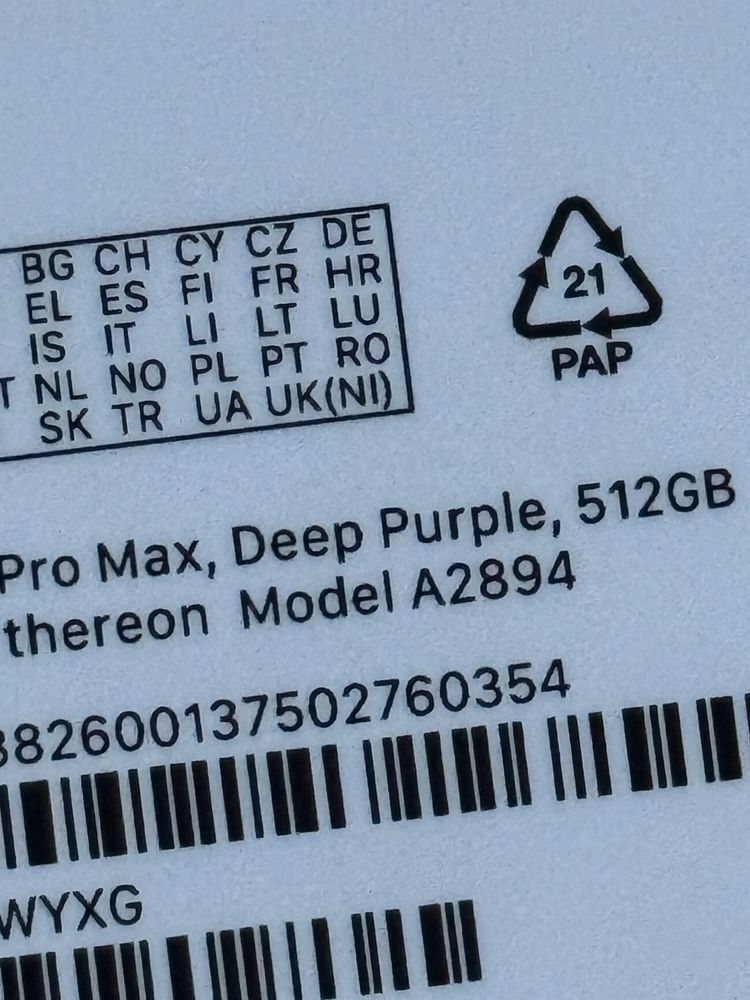 BG CH CY CZ DE
EL ES FI FR HR
IS IT LI LT LU
T NL NO PL PT RO
SK TR UA UK(NI)
21
PAP
Pro Max, Deep Purple, 512GB
thereon Model A2894
882600137502760354
WYXG